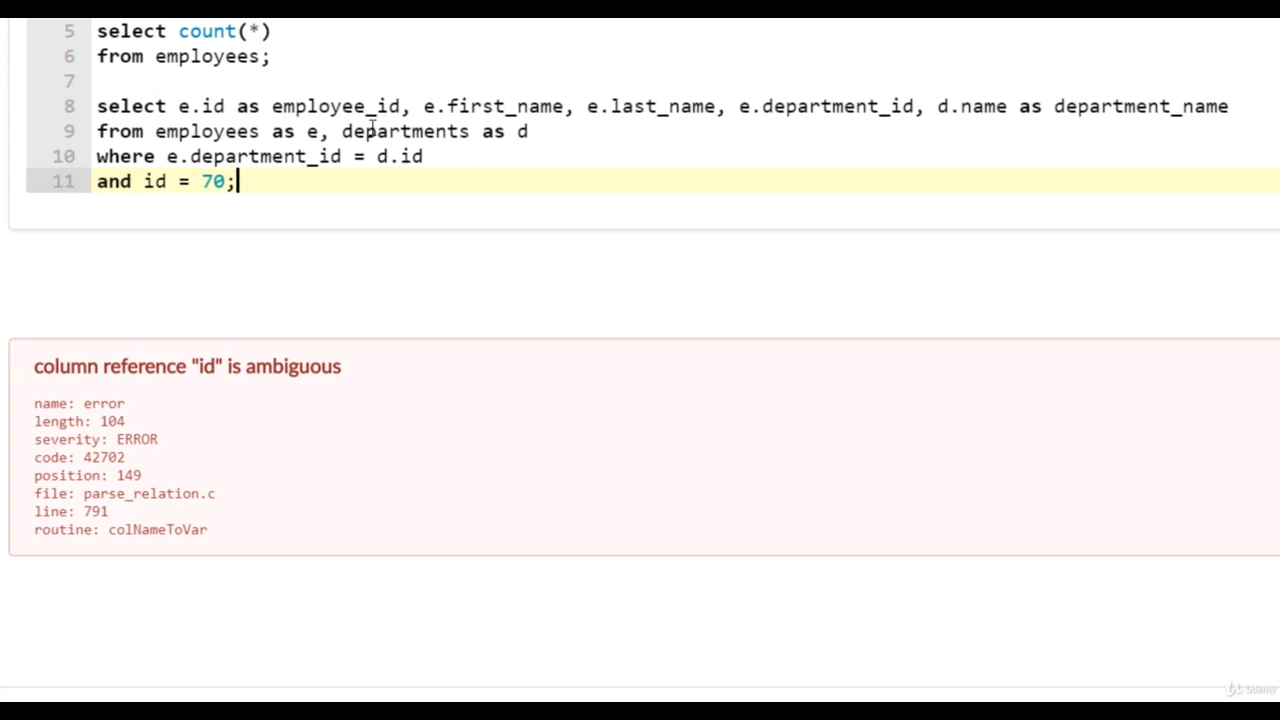 5 select count(*)
6 from employees;
7
8 select e.id as employee_id, e.first_name, e.last_name, e.department_id, d.name as department_name
9 from employees as e, departments as d
10 where e.department_id = d.id
11 and id = 70;
column reference "id" is ambiguous
name: error
length: 104
severity: ERROR
code: 42702
position: 149
file: parse_relation.c
line: 791
routine: colNameToVar
Udemy